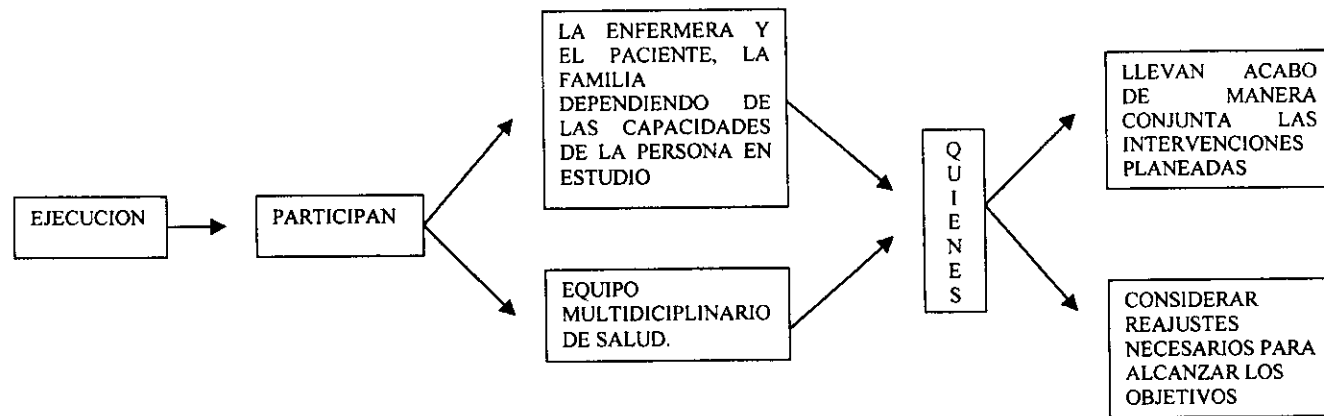 EJECUCION
PARTICIPAN
LA ENFERMERA Y
EL PACIENTE, LA
FAMILIA
DEPENDIENDO DE
LAS CAPACIDADES
DE LA PERSONA EN
ESTUDIO
EQUIPO
MULTIDICIPLINARIO
DE SALUD.
Q
U
I
E
N
E
S
LLEVAN ACABO
DE MANERA
CONJUNTA LAS
INTERVENCIONES
PLANEADAS
CONSIDERAR
REAJUSTES
NECESARIOS PARA
ALCANZAR LOS
OBJETIVOS